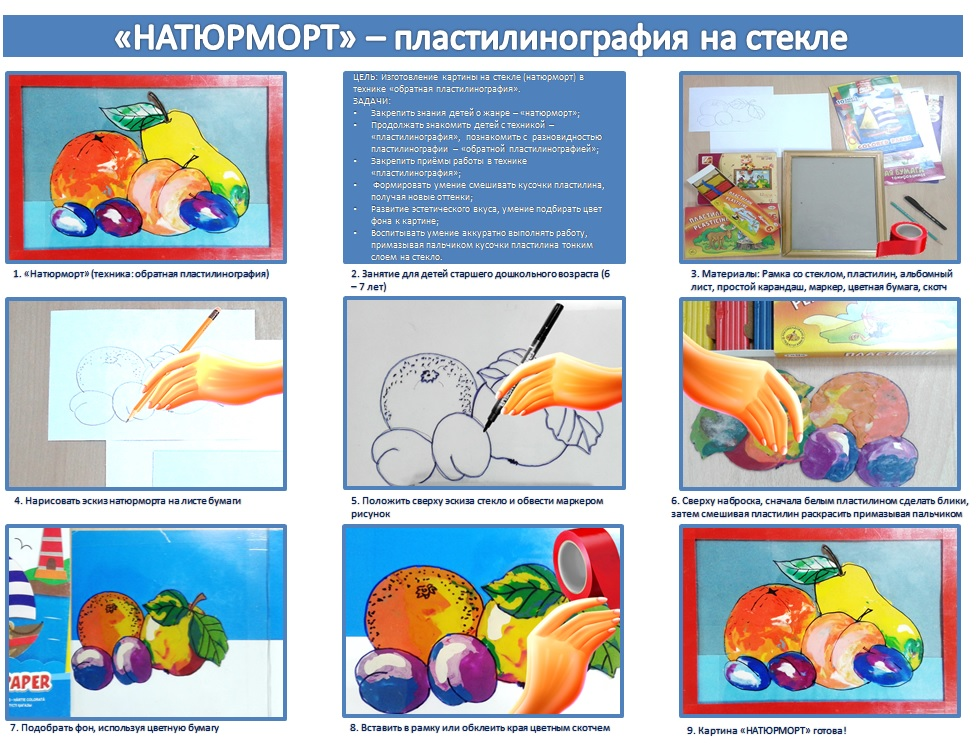 «НАТЮРМОРТ» – пластилинография на стекле
ЦЕЛЬ: Изготовление картины на стекле (натюрморт) в
технике «обратная пластилинография».
ЗАДАЧИ:
• Закрепить знания детей о жанре – «натюрморт»;
• Продолжать знакомить детей с техникой –
«пластилинография», познакомить с разновидностью
пластилинграфии – «обратной пластилинографией»;
• Закрепить приёмы работы в технике
«пластилинография»;
• Формировать умение смешивать кусочки пластилина,
получая новые оттенки;
• Развитие эстетического вкуса, умение подбирать цвет
фона к картине;
• Воспитывать умение аккуратно выполнять работу,
примазывая пальчиком кусочки пластилина тонким
слоем на стекло.
1. «Натюрморт» (техника: обратная пластилинография)
2. Занятие для детей старшего дошкольного возраста (6
– 7 лет)
3. Материалы: Рамка со стеклом, пластилин, альбомный
лист, простой карандаш, маркер, цветная бумага, скотч
4. Нарисовать эскиз натюрморта на листе бумаги
5. Положить сверху эскиза стекло и обвести маркером
рисунок
6. Сверху наброска, сначала белым пластилином сделать блики,
затем смешивая пластилин раскрасить примазывая пальчиком
PAPER
7. Подобрать фон, используя цветную бумагу
8. Вставить в рамку или обклеить края цветным скотчем
9. Картина «НАТЮРМОРТ» готова!